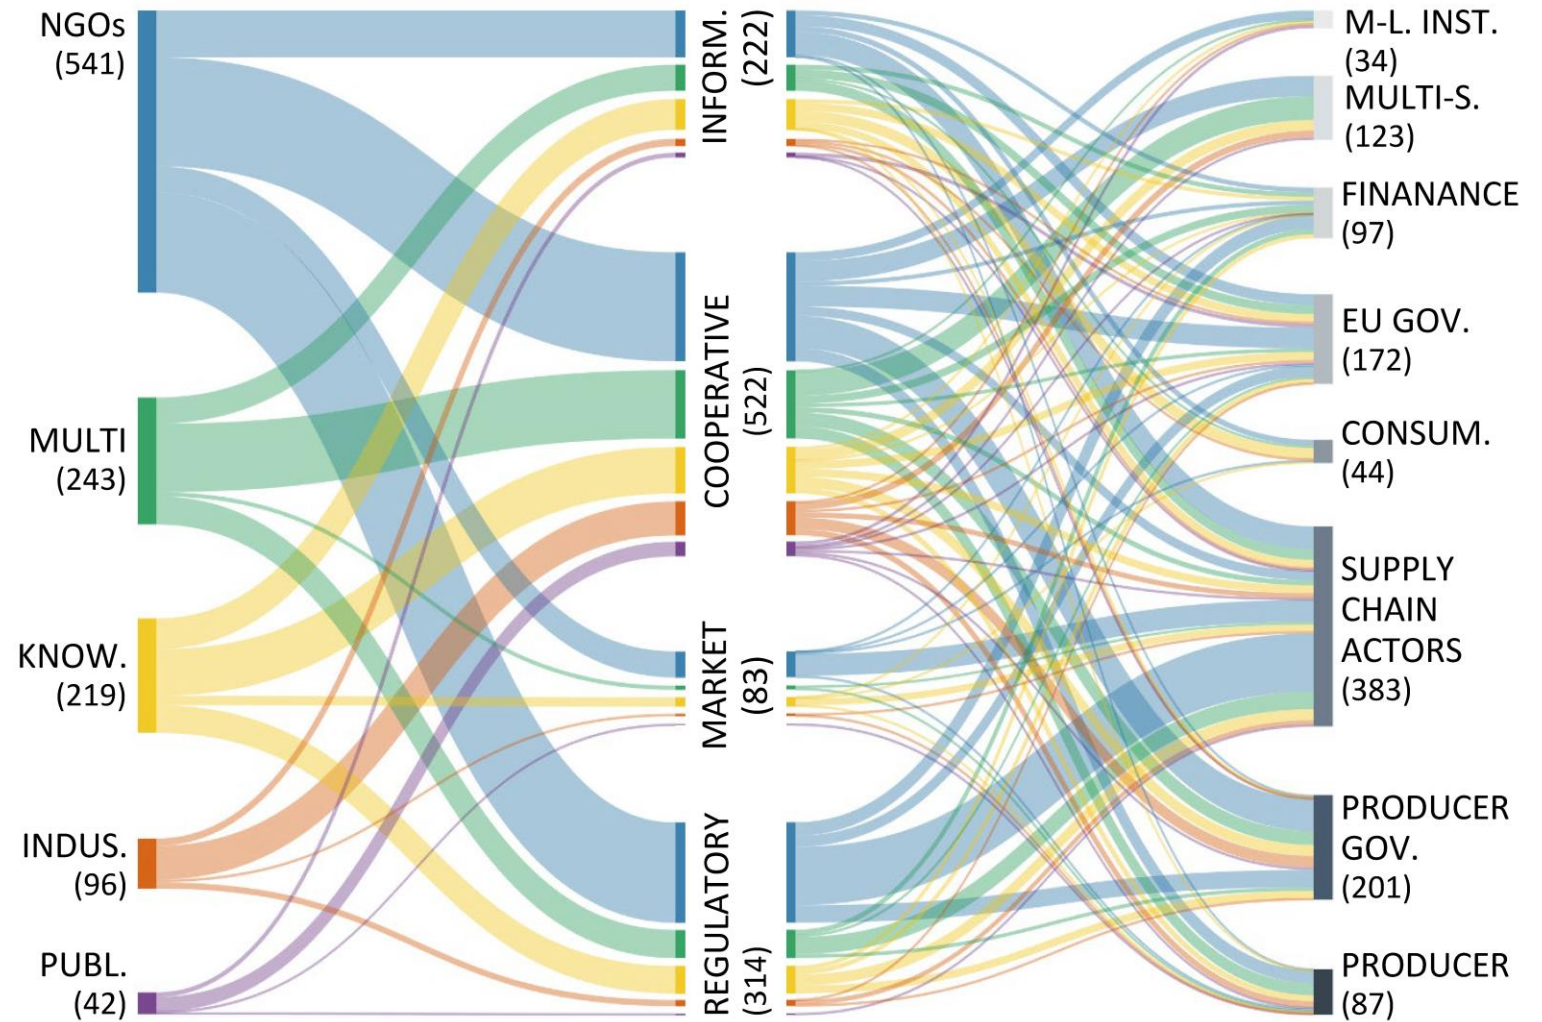 NGOs
(541)
MULTI
(243)
KNOW.
(219)
INDUS.
(96)
PUBL.
(42)
INFORM.
(222)
COOPERATIVE
(522)
MARKET
(83)
REGULATORY
(314)
M-L. INST.
(34)
MULTI-S.
(123)
FINANANCE
(97)
EU GOV.
(172)
CONSUM.
(44)
SUPPLY
CHAIN
ACTORS
(383)
PRODUCER
GOV.
(201)
PRODUCER
(87)